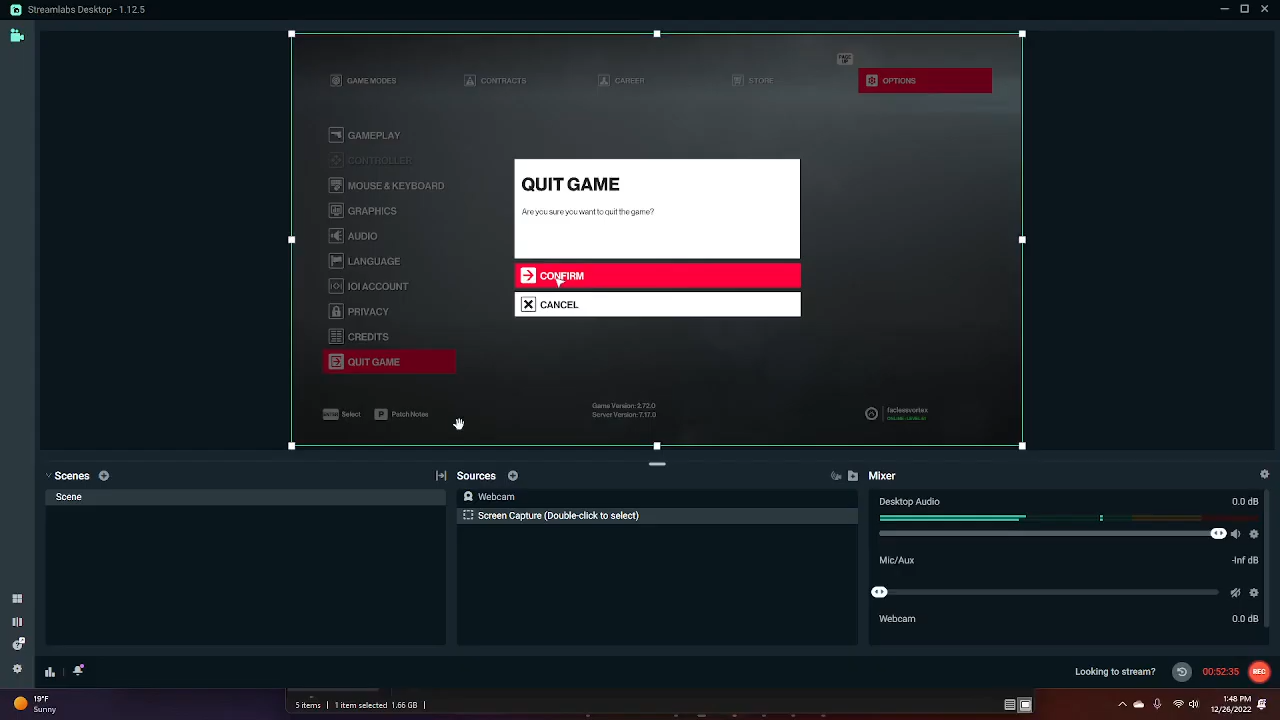 Streamlabs Desktop - 1.12.5
PAGE UP
GAME MODES
CONTRACTS
CAREER
STORE
OPTIONS
GAMEPLAY
CONTROLLER
MOUSE & KEYBOARD
GRAPHICS
AUDIO
LANGUAGE
IOI ACCOUNT
PRIVACY
CREDITS
QUIT GAME
QUIT GAME
Are you sure you want to quit the game?
CONFIRM
CANCEL
ENTER Select
P Patch Notes
Game Version: 2.72.0
Server Version: 7.17.0
faclessvortax
Scenes
Scene
Sources
Webcam
Screen Capture (Double-click to select)
Mixer
Desktop Audio 0.0 dB
Mic/Aux -Inf dB
Webcam 0.0 dB
Looking to stream?
00:52:35
REC
19°F
Sunny
5 items
1 item selected 1.66 GB
1:48 PM
12/26/2022